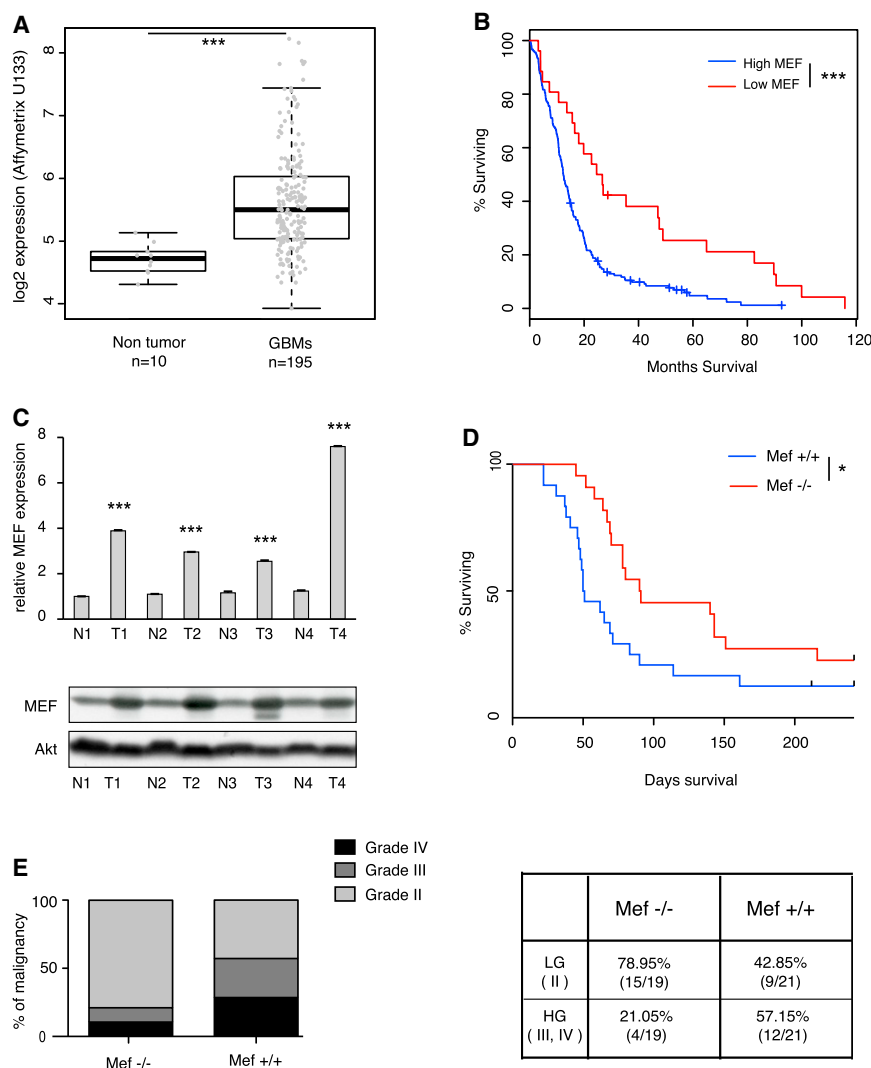 A
log2 expression (Affymetrix U133)
8
7
6
5
4
***
Non tumor
n=10
GBMs
n=195
B
% Surviving
100
80
60
40
20
0
High MEF
Low MEF
***
0 20 40 60 80 100 120
Months Survival
C
relative MEF expression
8
6
4
2
0
*** *** *** ***
N1 T1 N2 T2 N3 T3 N4 T4
MEF
Akt
N1 T1 N2 T2 N3 T3 N4 T4
D
% Surviving
100
50
0
Mef +/+
Mef -/-
*
0 50 100 150 200
Days survival
E
Grade IV
Grade III
Grade II
% of malignancy
100
50
0
Mef -/- Mef +/+
Mef -/- Mef +/+
LG
( II )
78.95%
(15/19)
42.85%
(9/21)
HG
( III, IV )
21.05%
(4/19)
57.15%
(12/21)